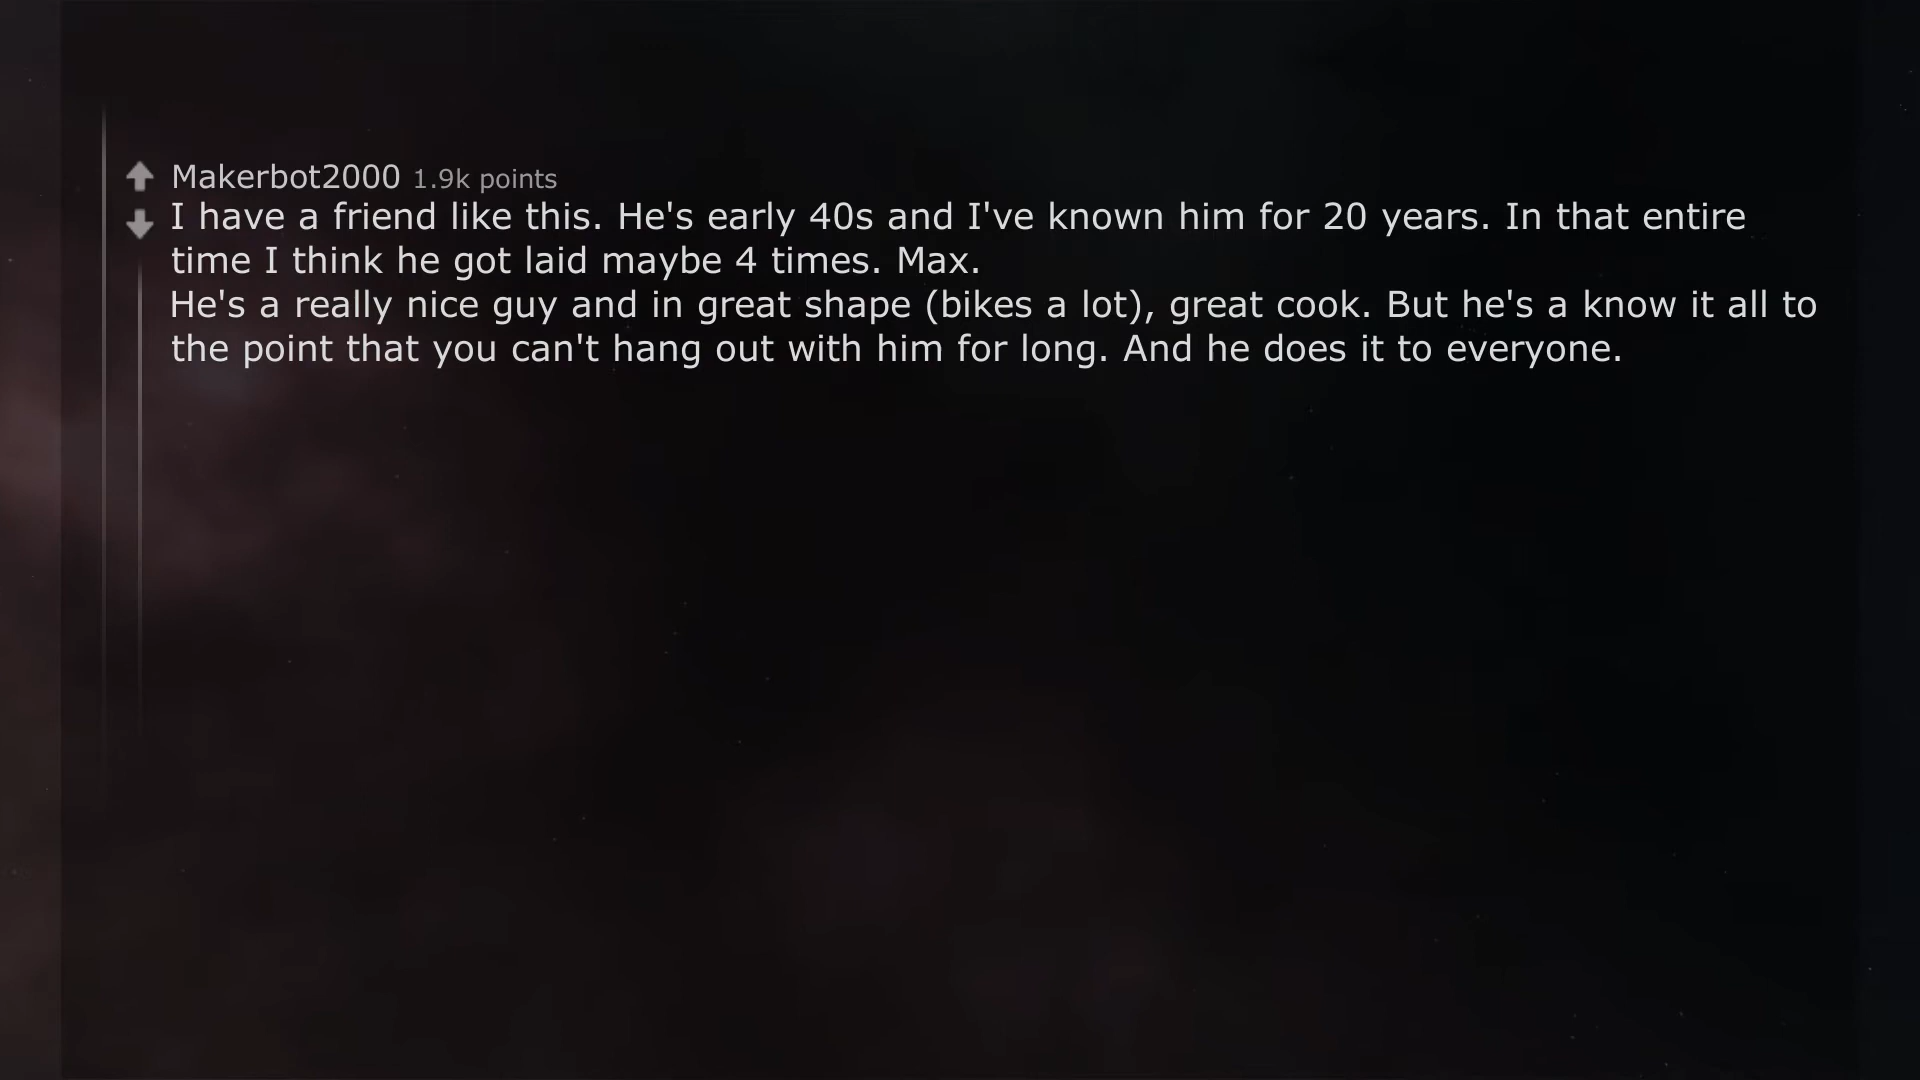 Makerbot2000 1.9k points
I have a friend like this. He's early 40s and I've known him for 20 years. In that entire
time I think he got laid maybe 4 times. Max.
He's a really nice guy and in great shape (bikes a lot), great cook. But he's a know it all to
the point that you can't hang out with him for long. And he does it to everyone.